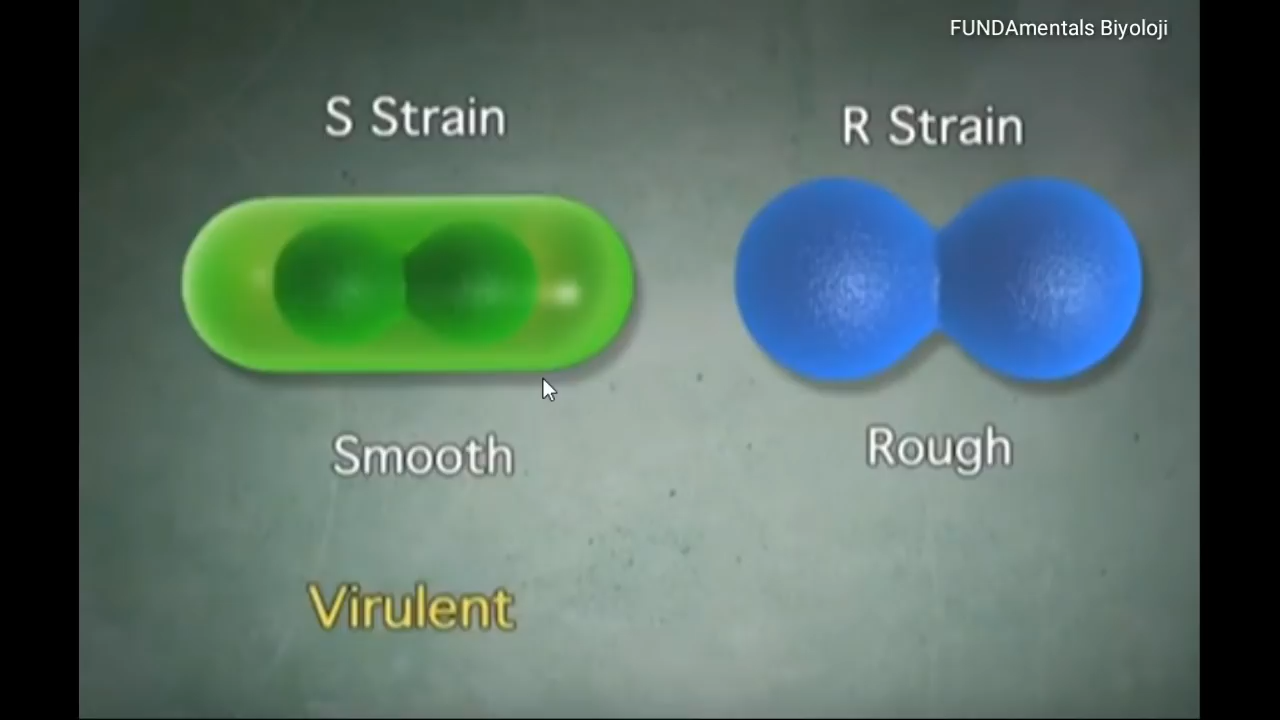 FUNDAmentals Biyoloji
S Strain
R Strain
Smooth
Rough
Virulent